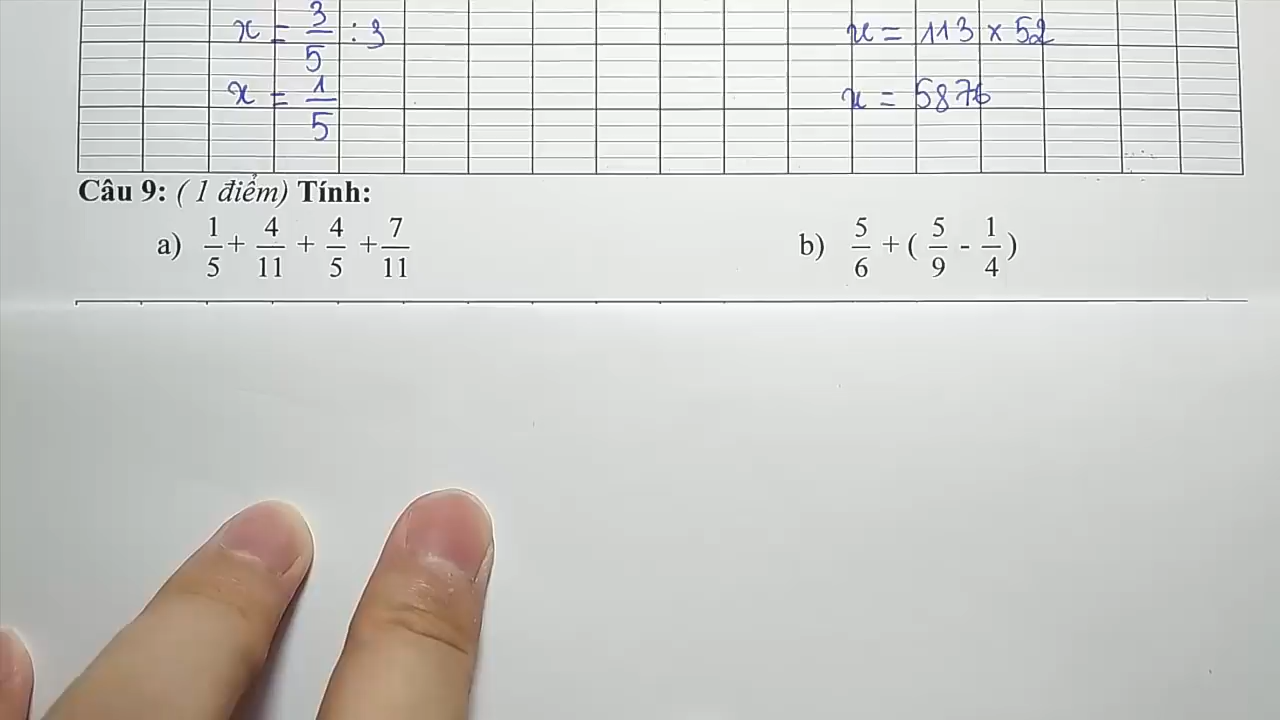 x = 3/5 : 3
x = 113 × 52
x = 1/5
x = 5876
Câu 9: ( 1 điểm) Tính:
a) 1/5 + 4/11 + 4/5 + 7/11
b) 5/6 + ( 5/9 - 1/4 )